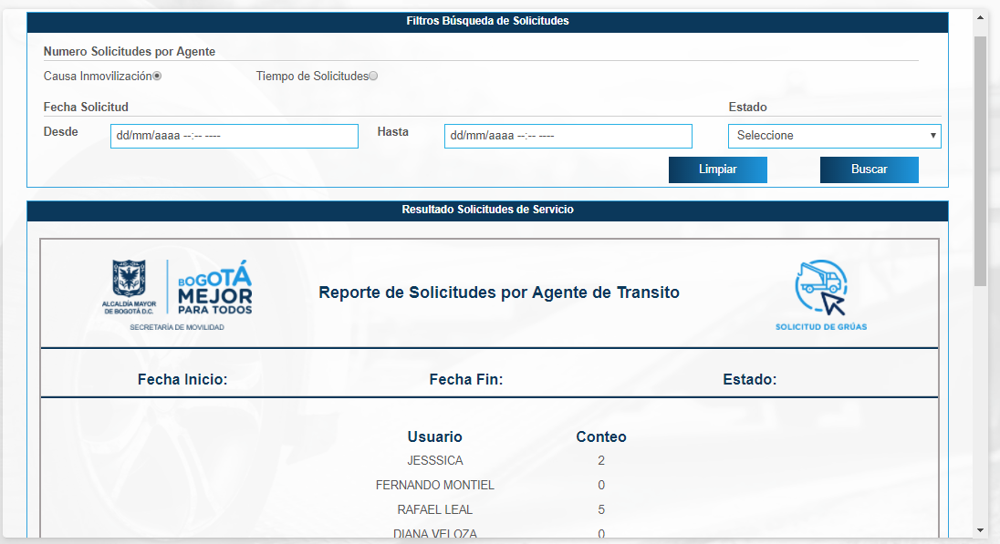 Filtros Búsqueda de Solicitudes
Numero Solicitudes por Agente
Causa Inmovilización
Tiempo de Solicitudes
Fecha Solicitud
Estado
Desde
dd/mm/aaaa --:-- ----
Hasta
dd/mm/aaaa --:-- ----
Seleccione
Limpiar
Buscar
Resultado Solicitudes de Servicio
ALCALDÍA MAYOR
DE BOGOTÁ D.C.
BOGOTÁ
MEJOR
PARA TODOS
SECRETARÍA DE MOVILIDAD
Reporte de Solicitudes por Agente de Transito
SOLICITUD DE GRÚAS
Fecha Inicio:
Fecha Fin:
Estado:
Usuario Conteo
JESSSICA 2
FERNANDO MONTIEL 0
RAFAEL LEAL 5
DIANA VELOZA 0